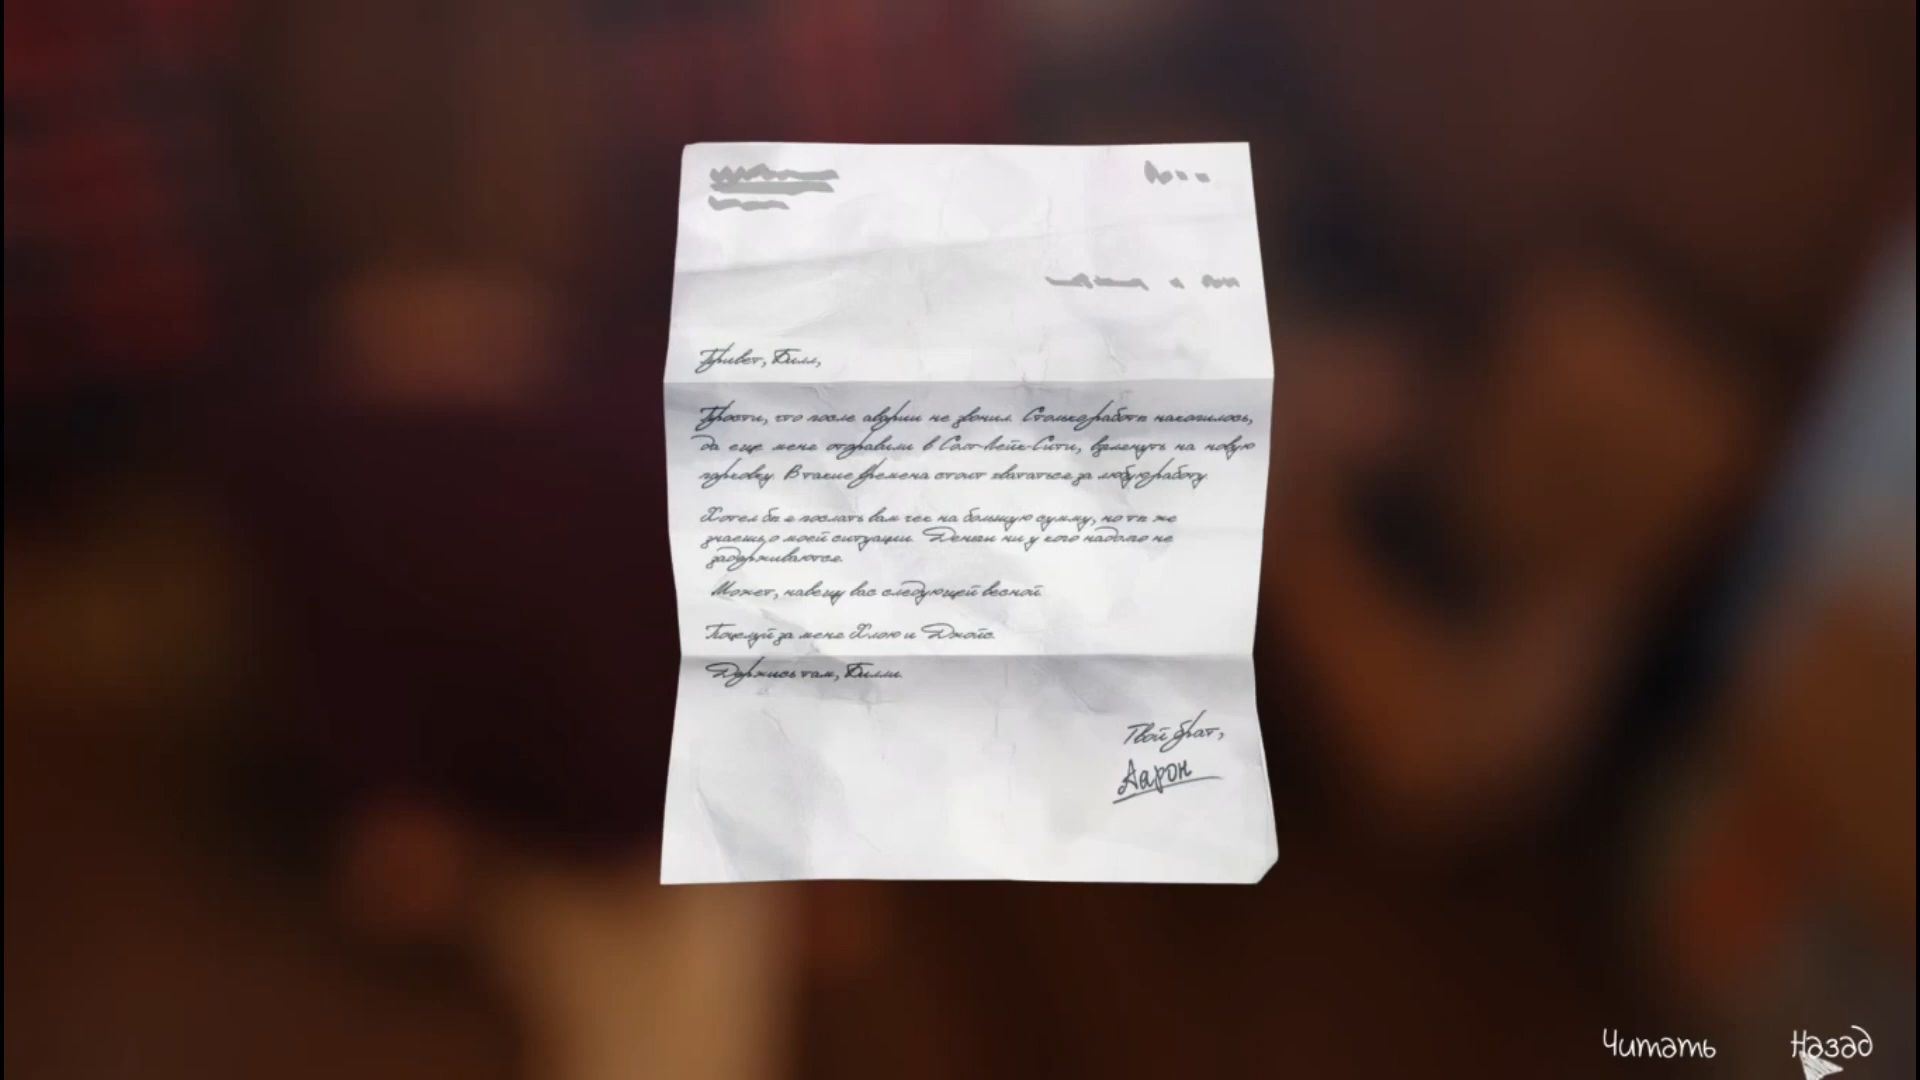 Привет, Билл,
Прости, что после аварии не звонил. Столько работы накопилось,
да еще меня отправили в Солт-Лейк-Сити, взглянуть на новую
парковку. В такие времена стоит хвататься за любую работу.
Хотел бы я послать вам чек на большую сумму, но ты же
знаешь о моей ситуации. Деньги ни у кого надолго не
задерживаются.
Может, навещу вас следующей весной.
Поцелуй за меня Хлою и Джойс.
Держись там, Билли.
Твой брат,
Аарон
Читать Назад